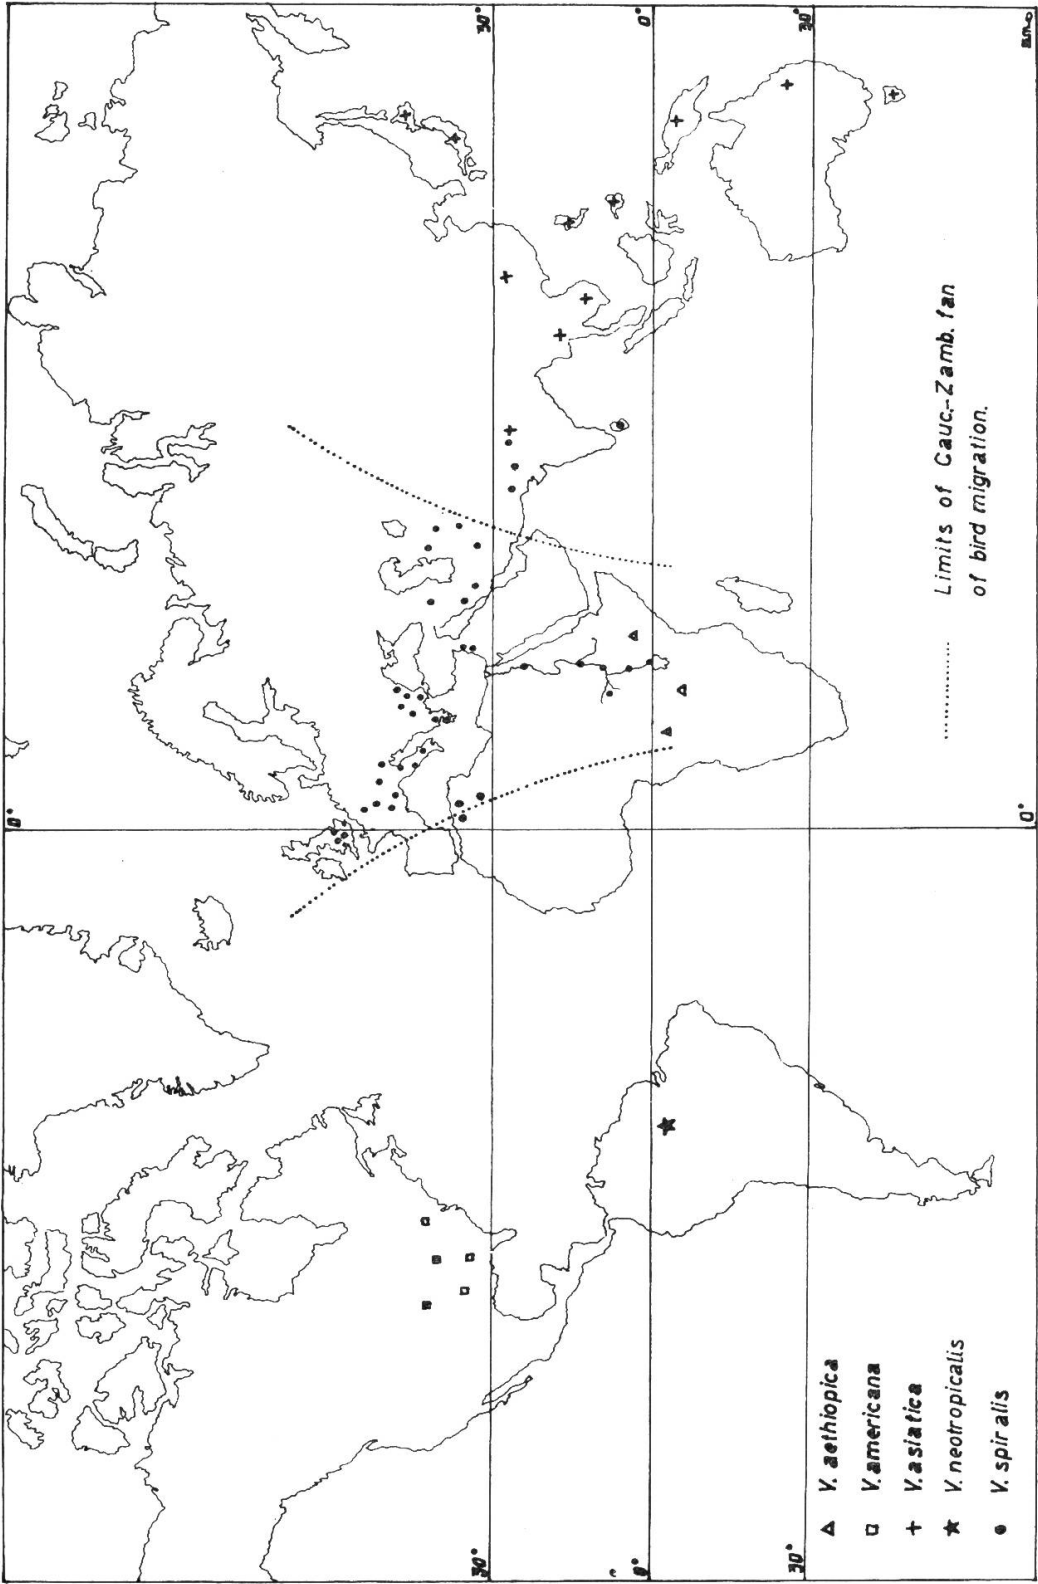 0°
30°
0°
30°
30°
0°
30°
0°
V. aethiopica
V. americana
V. asiatica
V. neotropicalis
V. spiralis
Limits of Cauc.-Zamb. fan
of bird migration.